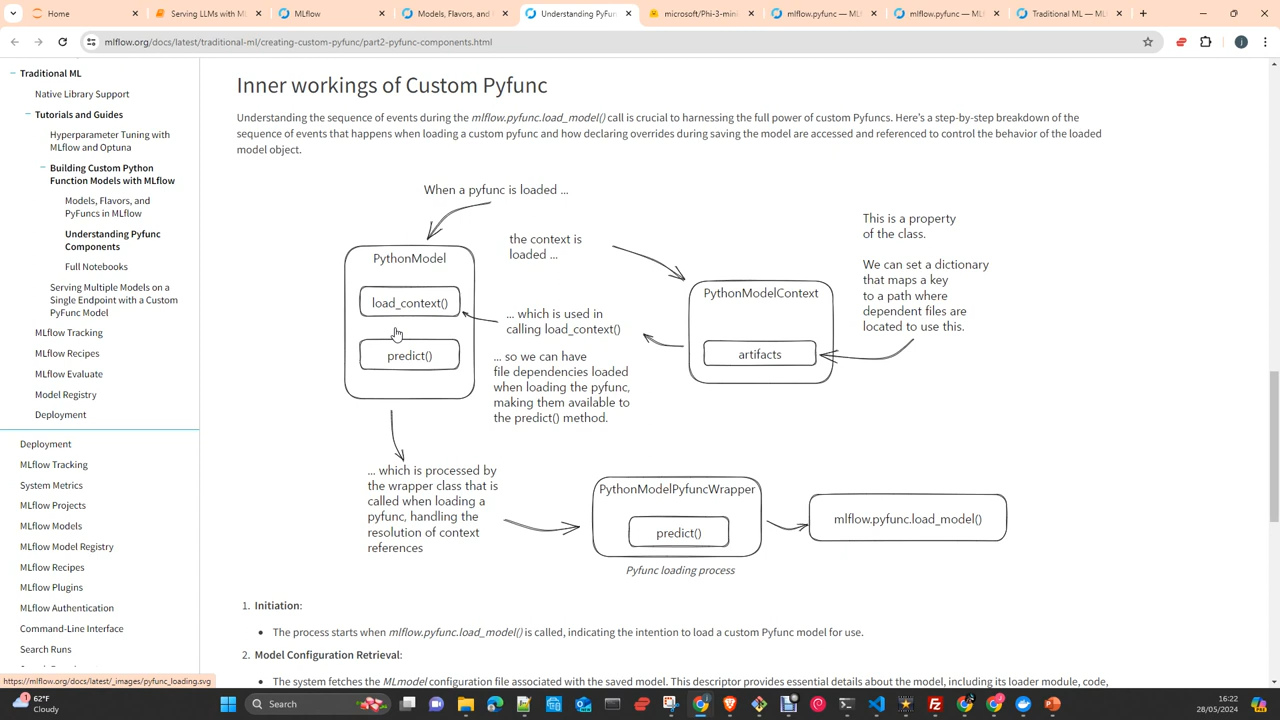 Home
Serving LLMs with ML
MLflow
Models, Flavors, and
Understanding PyFun
microsoft/Phi-3-mini
mlflow.pyfunc — ML
mlflow.pyfunc — ML
Traditional ML — ML
mlflow.org/docs/latest/traditional-ml/creating-custom-pyfunc/part2-pyfunc-components.html
Traditional ML
Native Library Support
Tutorials and Guides
Hyperparameter Tuning with
MLflow and Optuna
Building Custom Python
Function Models with MLflow
Models, Flavors, and
PyFuncs in MLflow
Understanding Pyfunc
Components
Full Notebooks
Serving Multiple Models on a
Single Endpoint with a Custom
PyFunc Model
MLflow Tracking
MLflow Recipes
MLflow Evaluate
Model Registry
Deployment
Deployment
MLflow Tracking
System Metrics
MLflow Projects
MLflow Models
MLflow Model Registry
MLflow Recipes
MLflow Plugins
MLflow Authentication
Command-Line Interface
Search Runs
https://mlflow.org/docs/latest/_images/pyfunc_loading.svg
Inner workings of Custom Pyfunc
Understanding the sequence of events during the mlflow.pyfunc.load_model() call is crucial to harnessing the full power of custom Pyfuncs. Here's a step-by-step breakdown of the
sequence of events that happens when loading a custom pyfunc and how declaring overrides during saving the model are accessed and referenced to control the behavior of the loaded
model object.
When a pyfunc is loaded ...
PythonModel
load_context()
predict()
the context is
loaded ...
PythonModelContext
artifacts
This is a property
of the class.
We can set a dictionary
that maps a key
to a path where
dependent files are
located to use this.
... which is used in
calling load_context()
... so we can have
file dependencies loaded
when loading the pyfunc,
making them available to
the predict() method.
... which is processed by
the wrapper class that is
called when loading a
pyfunc, handling the
resolution of context
references
PythonModelPyfuncWrapper
predict()
mlflow.pyfunc.load_model()
Pyfunc loading process
1. Initiation:
• The process starts when mlflow.pyfunc.load_model() is called, indicating the intention to load a custom Pyfunc model for use.
2. Model Configuration Retrieval:
• The system fetches the MLmodel configuration file associated with the saved model. This descriptor provides essential details about the model, including its loader module, code,
62°F
Cloudy
Search
16:22
28/05/2024